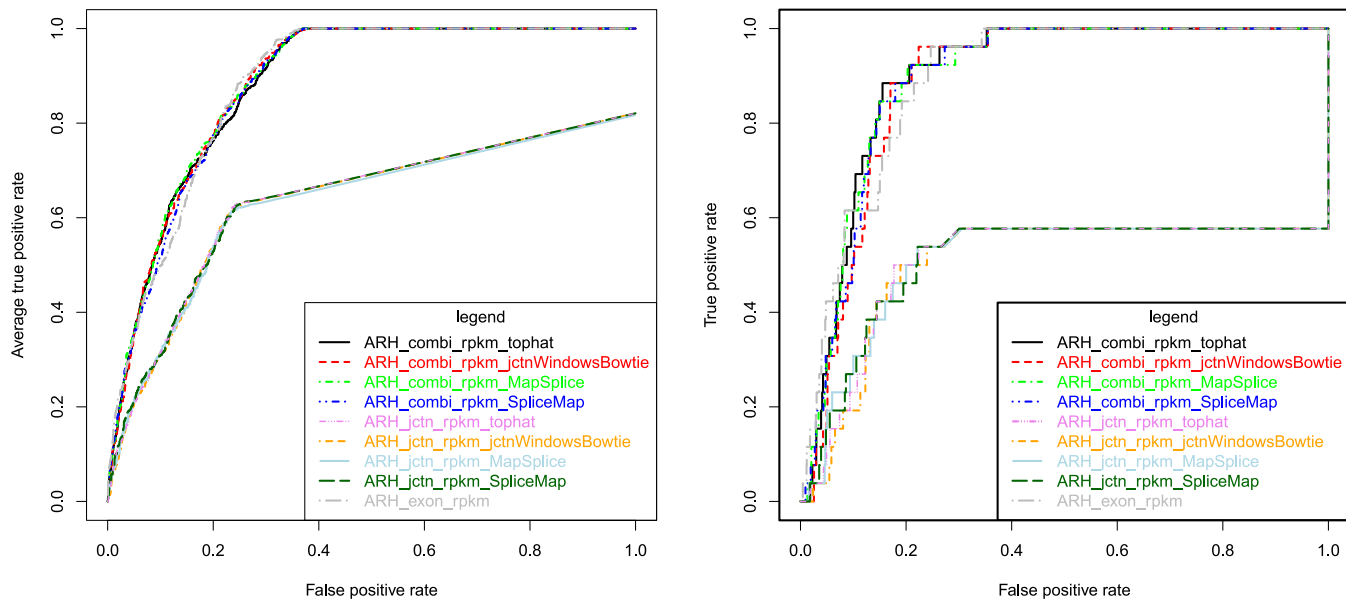 Average true positive rate
1.0
0.8
0.6
0.4
0.2
0.0
legend
ARH_combi_rpkm_tophat
ARH_combi_rpkm_jctnWindowsBowtie
ARH_combi_rpkm_MapSplice
ARH_combi_rpkm_SpliceMap
ARH_jctn_rpkm_tophat
ARH_jctn_rpkm_jctnWindowsBowtie
ARH_jctn_rpkm_MapSplice
ARH_jctn_rpkm_SpliceMap
ARH_exon_rpkm
0.0 0.2 0.4 0.6 0.8 1.0
False positive rate
True positive rate
1.0
0.8
0.6
0.4
0.2
0.0
legend
ARH_combi_rpkm_tophat
ARH_combi_rpkm_jctnWindowsBowtie
ARH_combi_rpkm_MapSplice
ARH_combi_rpkm_SpliceMap
ARH_jctn_rpkm_tophat
ARH_jctn_rpkm_jctnWindowsBowtie
ARH_jctn_rpkm_MapSplice
ARH_jctn_rpkm_SpliceMap
ARH_exon_rpkm
0.0 0.2 0.4 0.6 0.8 1.0
False positive rate